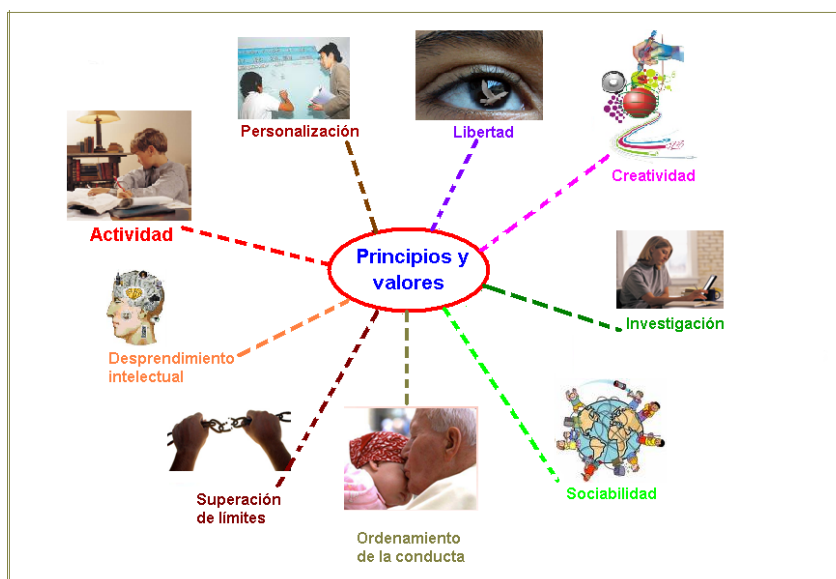 Personalización
Libertad
Creatividad
Actividad
Principios y
valores
Investigación
Desprendimiento
intelectual
Sociabilidad
Superación
de límites
Ordenamiento
de la conducta